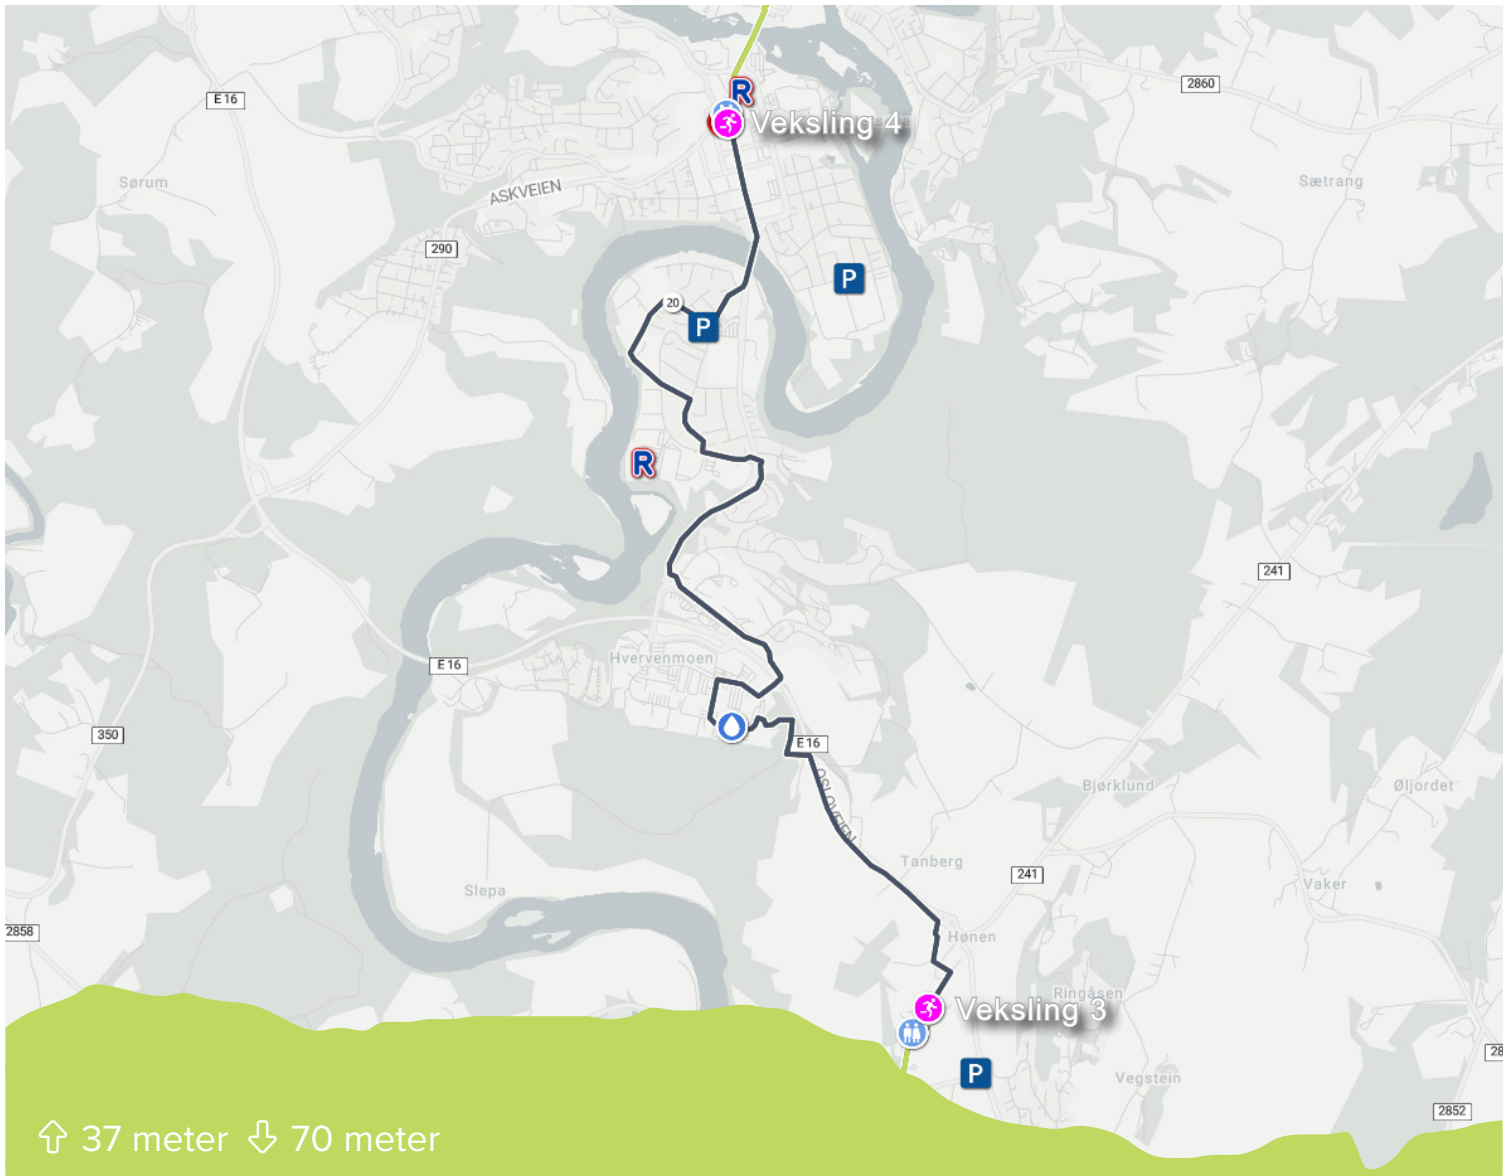 E 16
R
2860
Veksling 4
Sørum
Sætrang
ASKVEIEN
290
P
20
P
R
241
Hvervenmoen
E 16
350
E 16
OSLOVEIEN
Bjørklund
Øljordet
Tanberg
241
Vaker
Slepa
2858
Hønen
Ringåsen
Veksling 3
28
P
Vegstein
2852
37 meter 70 meter